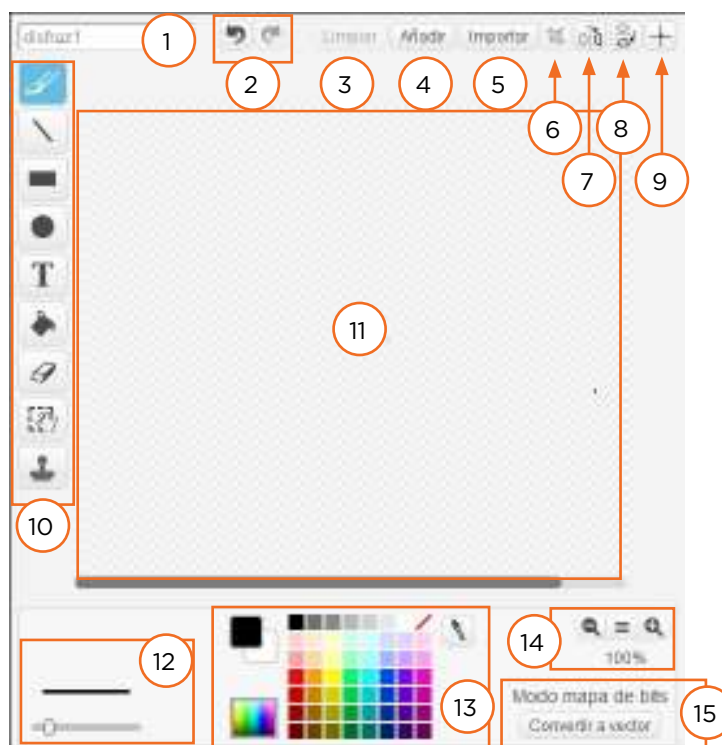 disfraz1
1
2
Limpiar
3
Añadir
4
Importar
5
6
7
8
9
T
10
11
12
13
14
100%
Modo mapa de bits
Convertir a vector
15